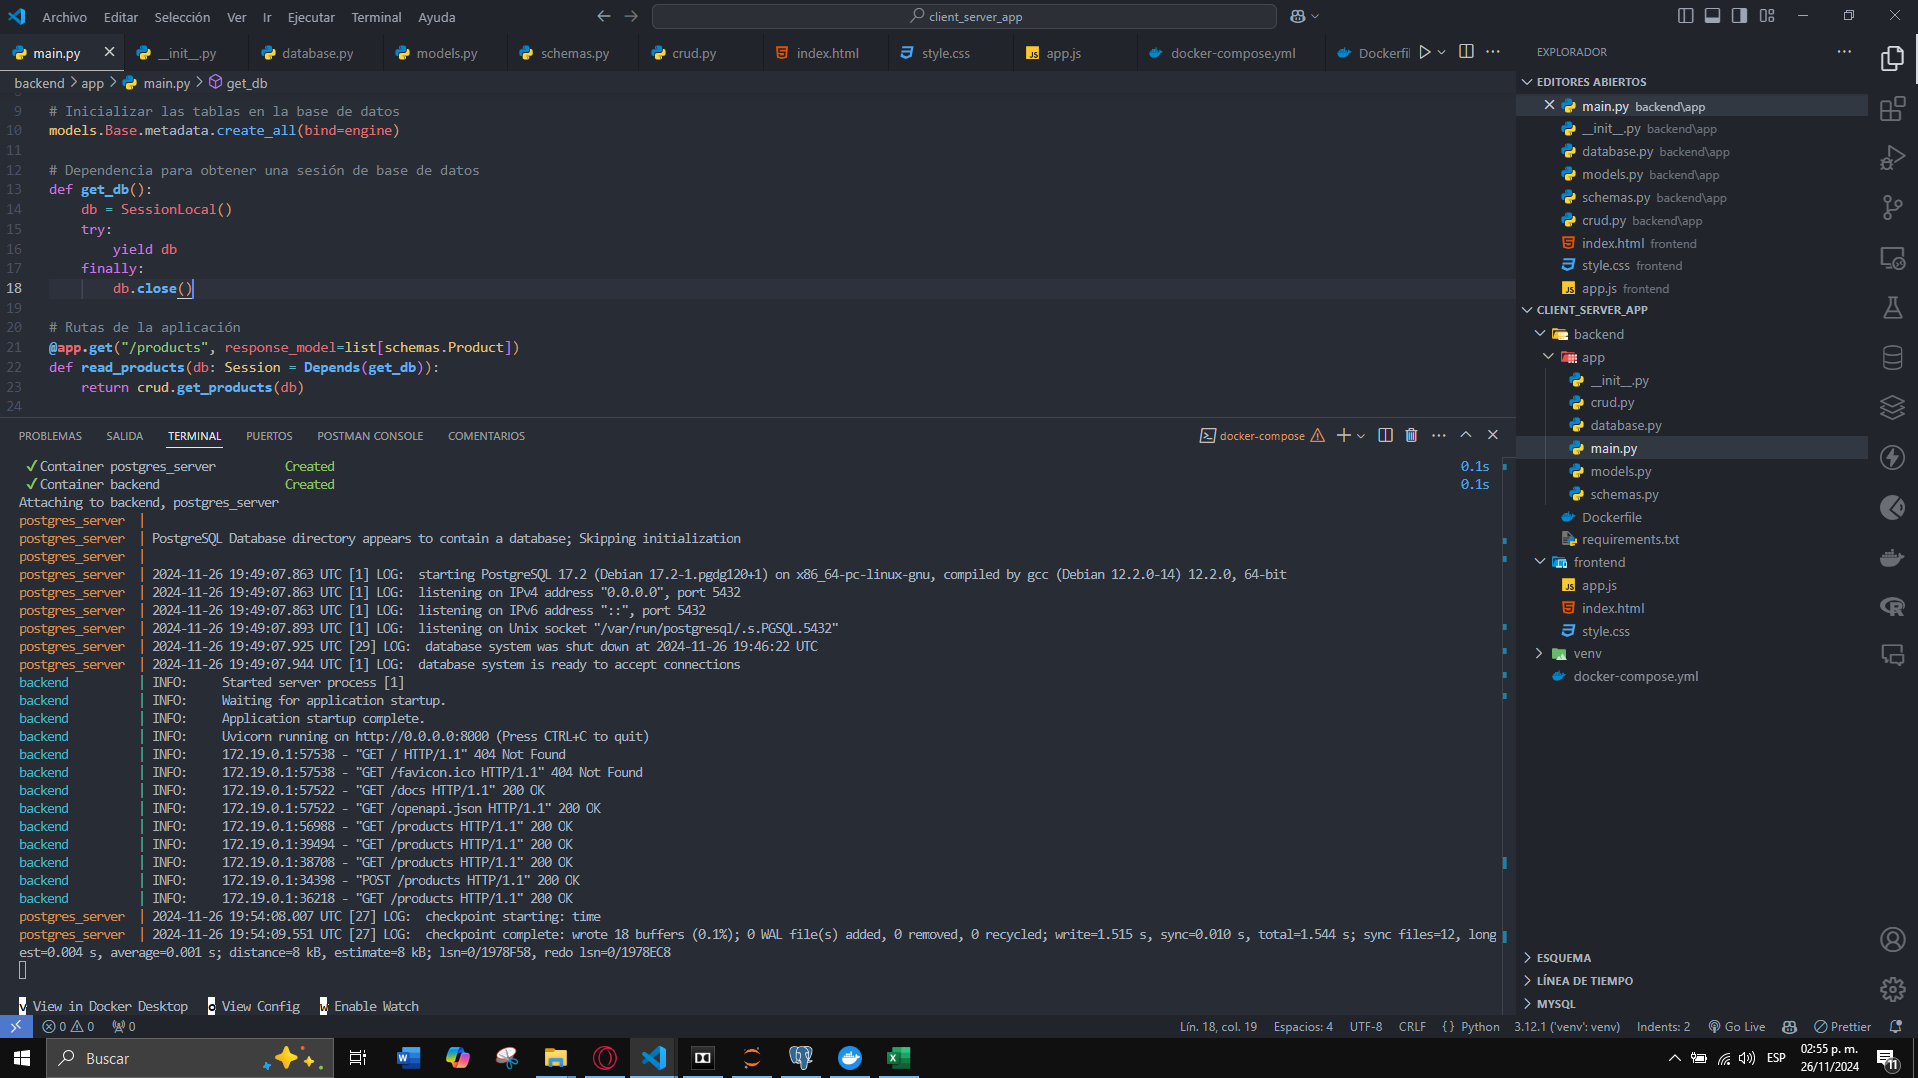 Archivo Editar Selección Ver Ir Ejecutar Terminal Ayuda client_server_app
main.py __init__.py database.py models.py schemas.py crud.py index.html style.css app.js docker-compose.yml Dockerfil
backend > app > main.py > get_db
9 # Inicializar las tablas en la base de datos
10 models.Base.metadata.create_all(bind=engine)
11
12 # Dependencia para obtener una sesión de base de datos
13 def get_db():
14 db = SessionLocal()
15 try:
16 yield db
17 finally:
18 db.close()
19
20 # Rutas de la aplicación
21 @app.get("/products", response_model=list[schemas.Product])
22 def read_products(db: Session = Depends(get_db)):
23 return crud.get_products(db)
24
PROBLEMAS SALIDA TERMINAL PUERTOS POSTMAN CONSOLE COMENTARIOS docker-compose
✓Container postgres_server Created 0.1s
✓Container backend Created 0.1s
Attaching to backend, postgres_server
postgres_server |
postgres_server | PostgreSQL Database directory appears to contain a database; Skipping initialization
postgres_server |
postgres_server | 2024-11-26 19:49:07.863 UTC [1] LOG: starting PostgreSQL 17.2 (Debian 17.2-1.pgdg120+1) on x86_64-pc-linux-gnu, compiled by gcc (Debian 12.2.0-14) 12.2.0, 64-bit
postgres_server | 2024-11-26 19:49:07.863 UTC [1] LOG: listening on IPv4 address "0.0.0.0", port 5432
postgres_server | 2024-11-26 19:49:07.863 UTC [1] LOG: listening on IPv6 address "::", port 5432
postgres_server | 2024-11-26 19:49:07.893 UTC [1] LOG: listening on Unix socket "/var/run/postgresql/.s.PGSQL.5432"
postgres_server | 2024-11-26 19:49:07.925 UTC [29] LOG: database system was shut down at 2024-11-26 19:46:22 UTC
postgres_server | 2024-11-26 19:49:07.944 UTC [1] LOG: database system is ready to accept connections
backend | INFO: Started server process [1]
backend | INFO: Waiting for application startup.
backend | INFO: Application startup complete.
backend | INFO: Uvicorn running on http://0.0.0.0:8000 (Press CTRL+C to quit)
backend | INFO: 172.19.0.1:57538 - "GET / HTTP/1.1" 404 Not Found
backend | INFO: 172.19.0.1:57538 - "GET /favicon.ico HTTP/1.1" 404 Not Found
backend | INFO: 172.19.0.1:57522 - "GET /docs HTTP/1.1" 200 OK
backend | INFO: 172.19.0.1:57522 - "GET /openapi.json HTTP/1.1" 200 OK
backend | INFO: 172.19.0.1:56988 - "GET /products HTTP/1.1" 200 OK
backend | INFO: 172.19.0.1:39494 - "GET /products HTTP/1.1" 200 OK
backend | INFO: 172.19.0.1:38708 - "GET /products HTTP/1.1" 200 OK
backend | INFO: 172.19.0.1:34398 - "POST /products HTTP/1.1" 200 OK
backend | INFO: 172.19.0.1:36218 - "GET /products HTTP/1.1" 200 OK
postgres_server | 2024-11-26 19:54:08.007 UTC [27] LOG: checkpoint starting: time
postgres_server | 2024-11-26 19:54:09.551 UTC [27] LOG: checkpoint complete: wrote 18 buffers (0.1%); 0 WAL file(s) added, 0 removed, 0 recycled; write=1.515 s, sync=0.010 s, total=1.544 s; sync files=12, long
est=0.004 s, average=0.001 s; distance=8 kB, estimate=8 kB; lsn=0/1978F58, redo lsn=0/1978EC8
v View in Docker Desktop o View Config w Enable Watch
EXPLORADOR
EDITORES ABIERTOS
main.py backend\app
__init__.py backend\app
database.py backend\app
models.py backend\app
schemas.py backend\app
crud.py backend\app
index.html frontend
style.css frontend
app.js frontend
CLIENT_SERVER_APP
backend
app
__init__.py
crud.py
database.py
main.py
models.py
schemas.py
Dockerfile
requirements.txt
frontend
app.js
index.html
style.css
venv
docker-compose.yml
ESQUEMA
LÍNEA DE TIEMPO
MYSQL
0 0 0 Lín. 18, col. 19 Espacios: 4 UTF-8 CRLF {} Python 3.12.1 ('venv': venv) Indents: 2 Go Live Prettier
Buscar ESP 02:55 p. m.
26/11/2024 11